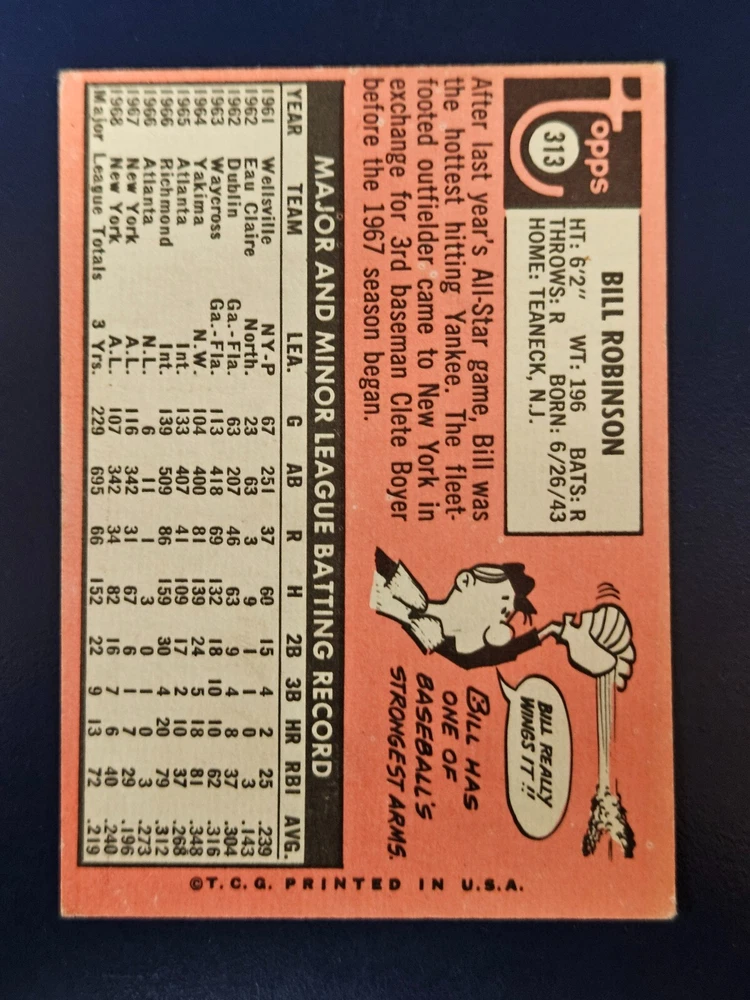 Topps
313
BILL ROBINSON
HT: 6'2" WT: 196 BATS: R
THROWS: R BORN: 6/26/43
HOME: TEANECK, N.J.
After last year's All-Star game, Bill was
the hottest hitting Yankee. The fleet-
footed outfielder came to New York in
exchange for 3rd baseman Clete Boyer
before the 1967 season began.
BILL REALLY
WINGS IT!!
BILL HAS
ONE OF
BASEBALL'S
STRONGEST ARMS.
MAJOR AND MINOR LEAGUE BATTING RECORD
YEAR TEAM LEA. G AB R H 2B 3B HR RBI AVG.
1961 Wellsville NY-P 67 251 37 60 15 4 2 25 .239
1962 Eau Claire North. 23 63 3 9 1 1 0 3 .143
1962 Dublin Ga.-Fla. 63 207 46 63 9 4 8 37 .304
1963 Waycross Ga.-Fla. 113 418 69 132 18 10 10 62 .316
1964 Yakima N.W. 104 400 81 139 24 5 18 81 .348
1965 Atlanta Int. 133 407 41 109 17 2 10 37 .268
1966 Richmond Int. 139 509 86 159 30 4 20 79 .312
1966 Atlanta N.L. 6 11 1 3 0 1 0 3 .273
1967 New York A.L. 116 342 31 67 6 1 7 29 .196
1968 New York A.L. 107 342 34 82 16 7 6 40 .240
Major League Totals 3 Yrs. 229 695 66 152 22 9 13 72 .219
©T.C.G. PRINTED IN U.S.A.